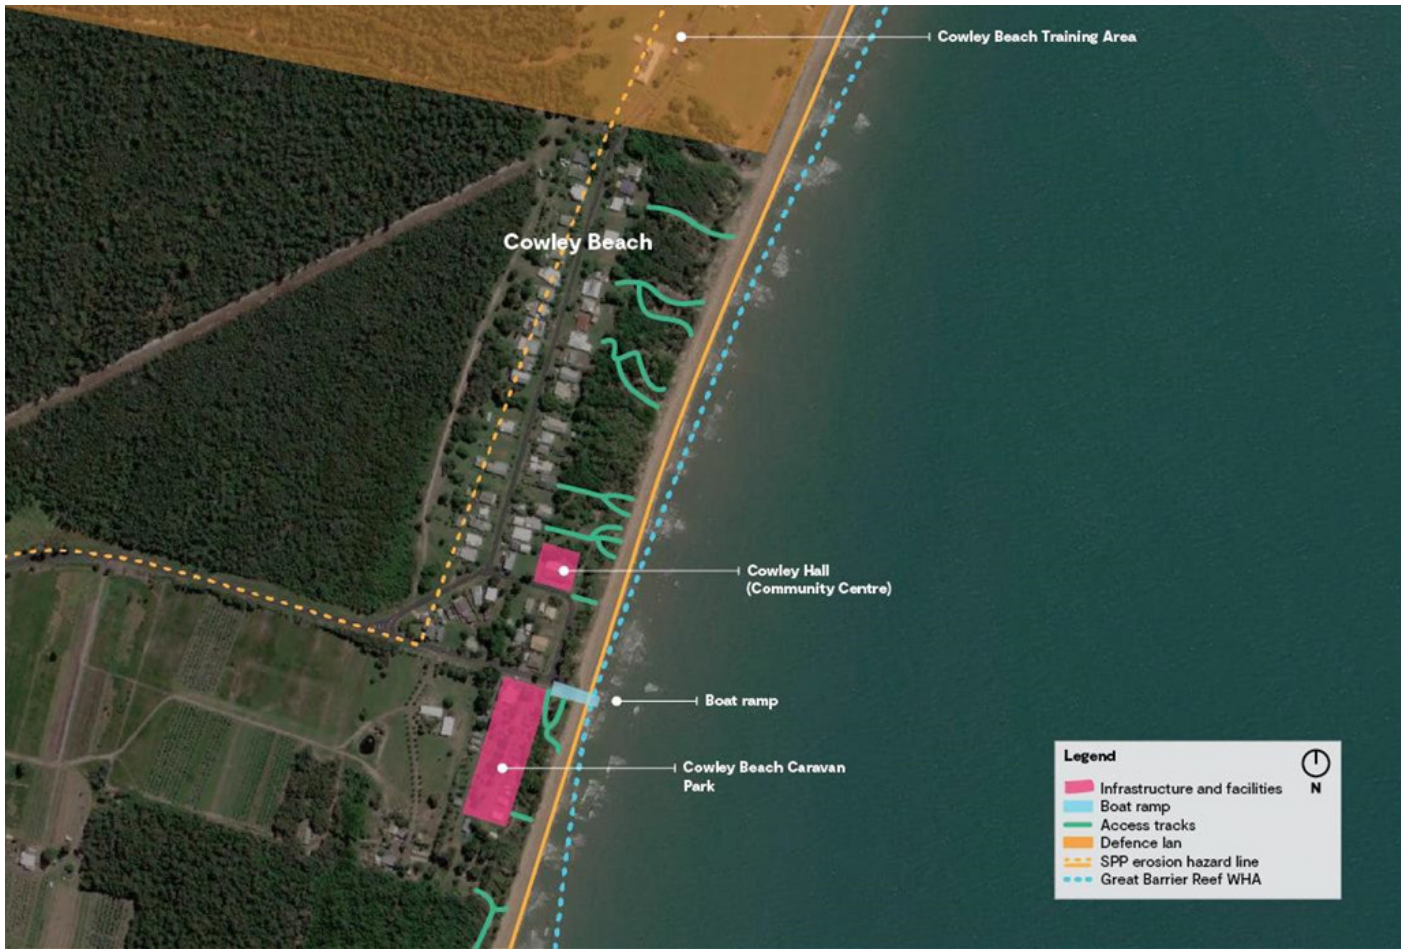 Cowley Beach Training Area
Cowley Beach
Cowley Hall
(Community Centre)
Boat ramp
Cowley Beach Caravan
Park
Legend
N
Infrastructure and facilities
Boat ramp
Access tracks
Defence lan
SPP erosion hazard line
Great Barrier Reef WHA